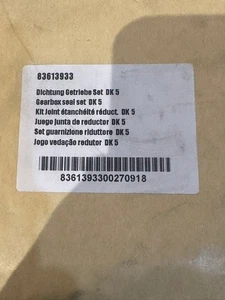 83613933
Dichtung Getriebe Set DK 5
Gearbox seal set DK 5
Kit Joint étanchéité réduct. DK 5
Juego junta de reductor DK 5
Set guarnizione riduttore DK 5
Jogo vedação redutor DK 5
8361393300270918